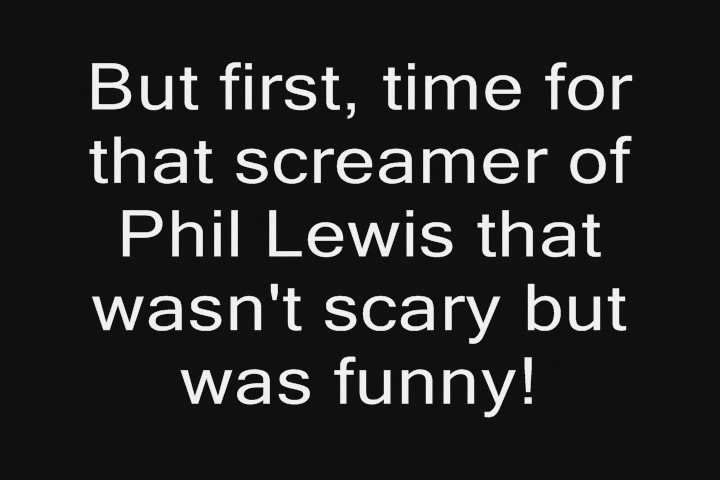 But first, time for
that screamer of
Phil Lewis that
wasn't scary but
was funny!